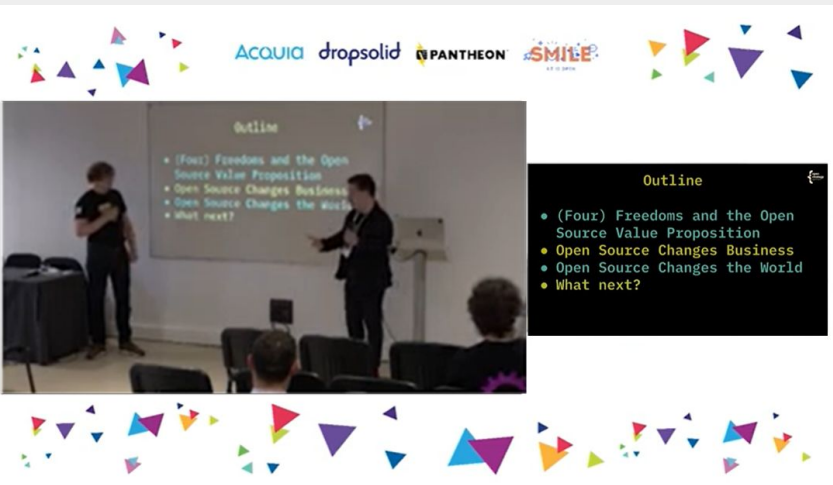 ACQUIA dropsolid PANTHEON SMILE
Outline
• (Four) Freedoms and the Open
Source Value Proposition
• Open Source Changes Business
• Open Source Changes the World
• What next?
Outline
• (Four) Freedoms and the Open
Source Value Proposition
• Open Source Changes Business
• Open Source Changes the World
• What next?